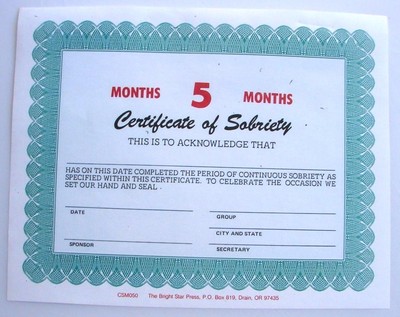 MONTHS 5 MONTHS
Certificate of Sobriety
THIS IS TO ACKNOWLEDGE THAT
HAS ON THIS DATE COMPLETED THE PERIOD OF CONTINUOUS SOBRIETY AS
SPECIFIED WITHIN THIS CERTIFICATE. TO CELEBRATE THE OCCASION WE
SET OUR HAND AND SEAL
DATE
GROUP
CITY AND STATE
SPONSOR
SECRETARY
CSM050 The Bright Star Press, P.O. Box 919, Drain, OR 97435